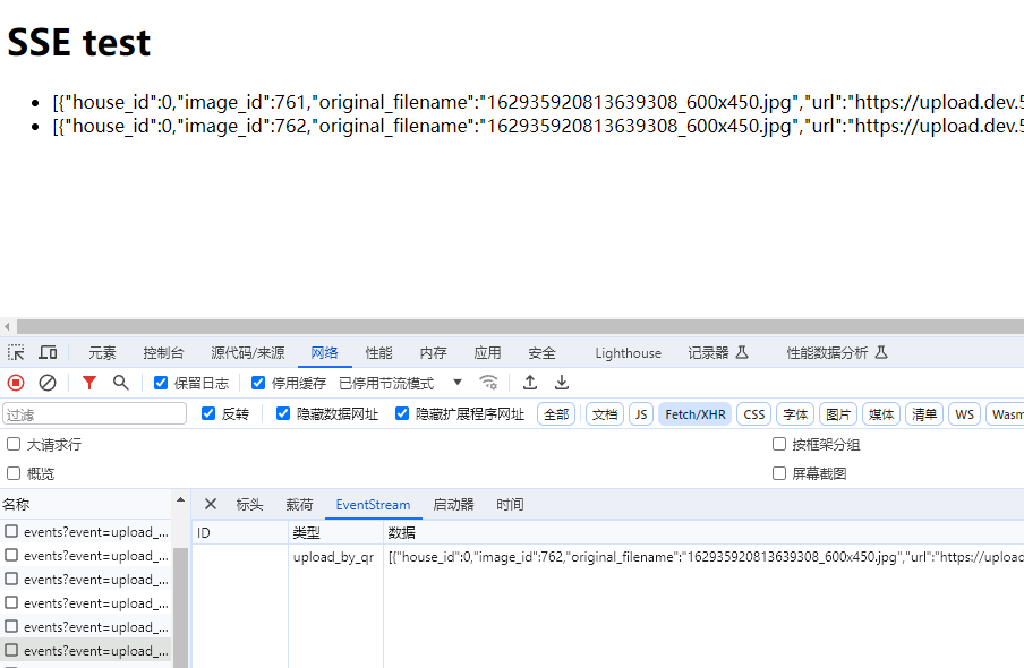 SSE test
[{"house_id":0,"image_id":761,"original_filename":"162935920813639308_600x450.jpg","url":"https://upload.dev.5
[{"house_id":0,"image_id":762,"original_filename":"162935920813639308_600x450.jpg","url":"https://upload.dev.5
元素 控制台 源代码/来源 网络 性能 内存 应用 安全 Lighthouse 记录器 性能数据分析
保留日志 停用缓存 已停用节流模式
过滤 反转 隐藏数据网址 隐藏扩展程序网址 全部 文档 JS Fetch/XHR CSS 字体 图片 媒体 清单 WS Wasm
大请求行 按框架分组
概览 屏幕截图
名称 标头 载荷 EventStream 启动器 时间
events?event=upload_... ID 类型 数据
events?event=upload_... upload_by_qr [{"house_id":0,"image_id":762,"original_filename":"162935920813639308_600x450.jpg","url":"https://upload
events?event=upload_...
events?event=upload_...
events?event=upload_...
events?event=upload_...